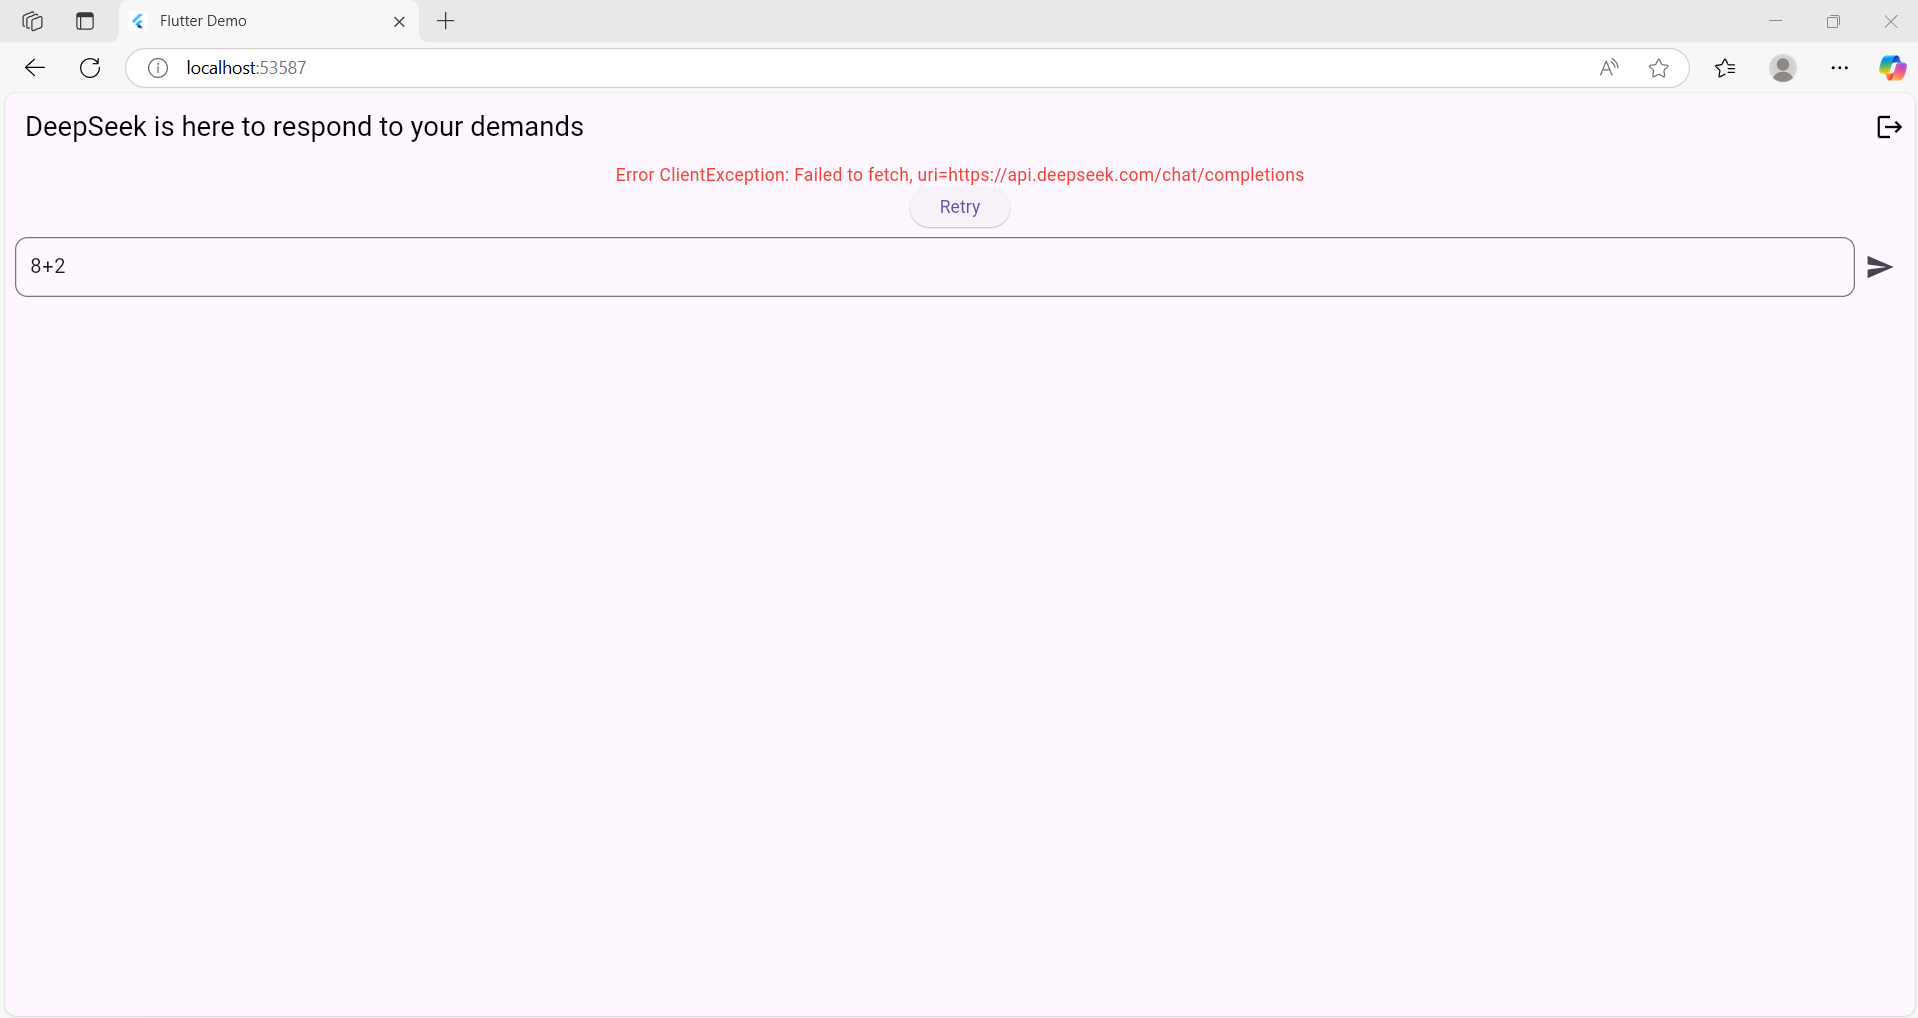 Flutter Demo
localhost:53587
DeepSeek is here to respond to your demands
Error ClientException: Failed to fetch, uri=https://api.deepseek.com/chat/completions
Retry
8+2